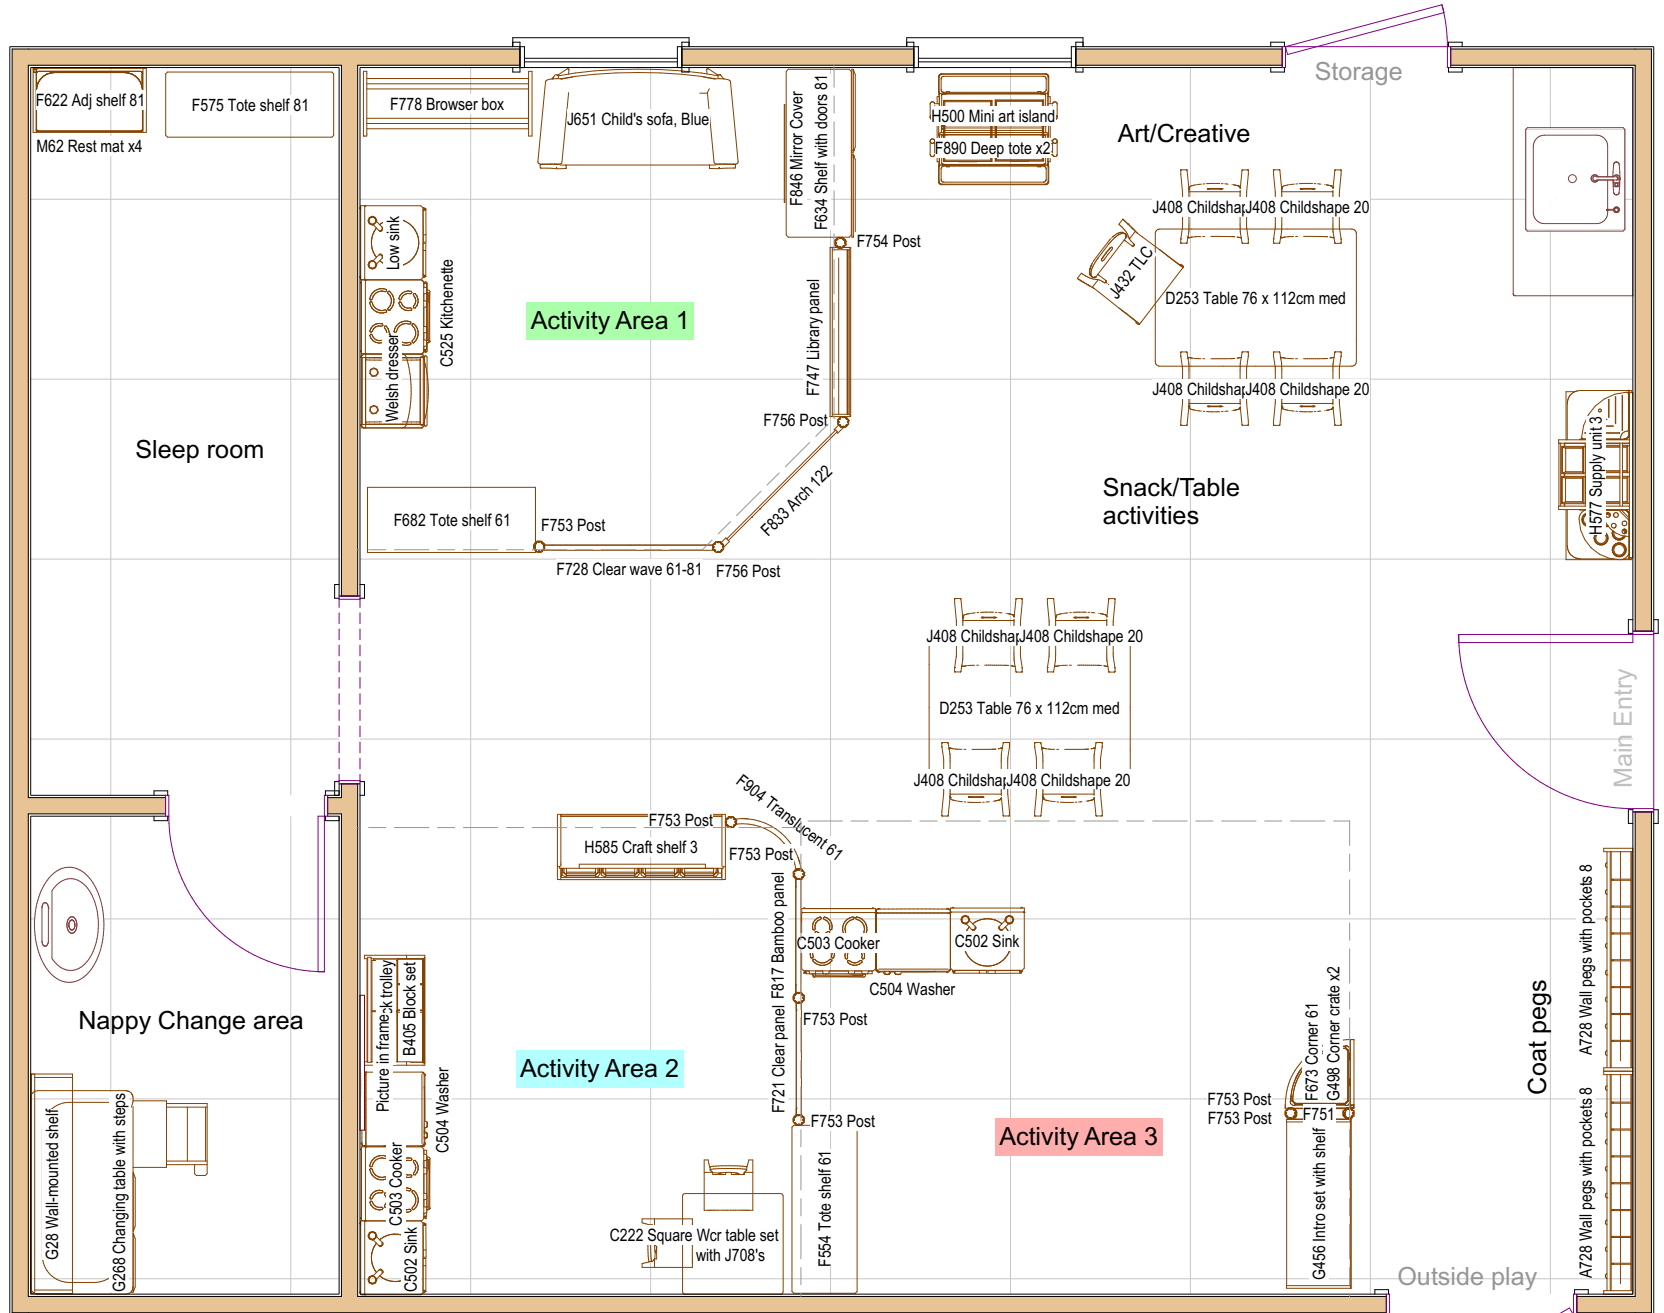 Storage
F622 Adj shelf 81
F575 Tote shelf 81
M62 Rest mat x4
F778 Browser box
J651 Child's sofa, Blue
F846 Mirror Cover
F634 Shelf with doors 81
H500 Mini art island
F890 Deep tote x2
Art/Creative
J408 Childshap
J408 Childshape 20
J432 TLC
D253 Table 76 x 112cm med
J408 Childshap
J408 Childshape 20
Low sink
C525 Kitchenette
Welsh dresser
Activity Area 1
F754 Post
F747 Library panel
F756 Post
F833 Arch 122
Sleep room
F682 Tote shelf 61
F753 Post
F728 Clear wave 61-81
F756 Post
Snack/Table
activities
H577 Supply unit 3
Main Entry
J408 Childshap
J408 Childshape 20
D253 Table 76 x 112cm med
J408 Childshap
J408 Childshape 20
F904 Translucent 61
F753 Post
H585 Craft shelf 3
F753 Post
F817 Bamboo panel
C503 Cooker
C502 Sink
C504 Washer
F753 Post
F721 Clear panel
Nappy Change area
Picture in frame
k trolley
B405 Block set
Activity Area 2
C504 Washer
C503 Cooker
C502 Sink
F753 Post
Activity Area 3
F673 Corner 61
G498 Corner crate x2
F753 Post
F753 Post
F751
G456 Intro set with shelf
Coat pegs
A728 Wall pegs with pockets 8
A728 Wall pegs with pockets 8
G28 Wall-mounted shelf
G268 Changing table with steps
C222 Square Wcr table set
with J708's
F554 Tote shelf 61
Outside play